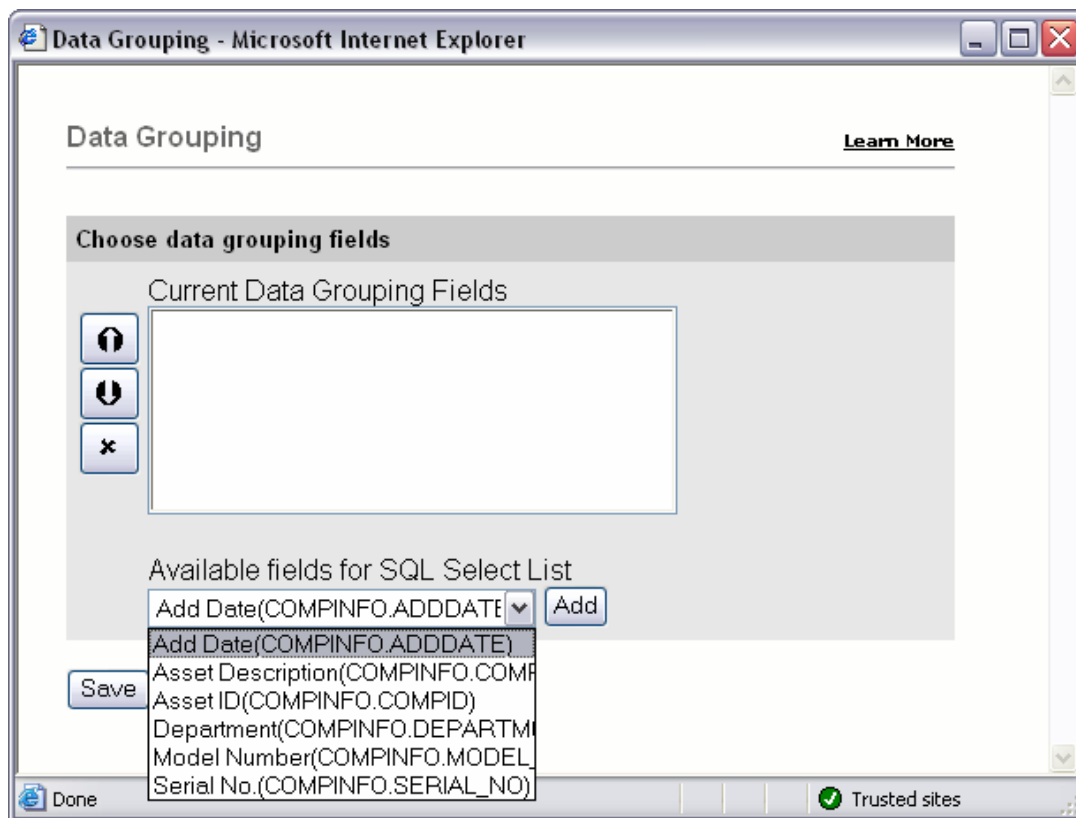 Data Grouping - Microsoft Internet Explorer
Data Grouping
Learn More
Choose data grouping fields
Current Data Grouping Fields
Available fields for SQL Select List
Add Date(COMPINFO.ADDDATE
Add
Add Date(COMPINFO.ADDDATE)
Asset Description(COMPINFO.COMP
Asset ID(COMPINFO.COMPID)
Department(COMPINFO.DEPARTM
Model Number(COMPINFO.MODEL_
Serial No.(COMPINFO.SERIAL_NO)
Save
Done
Trusted sites